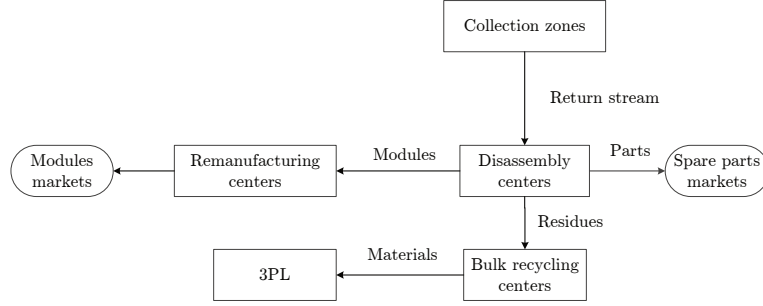 Collection zones
Return stream
Modules
markets
Remanufacturing
centers
Modules
Disassembly
centers
Parts
Spare parts
markets
Residues
3PL
Materials
Bulk recycling
centers